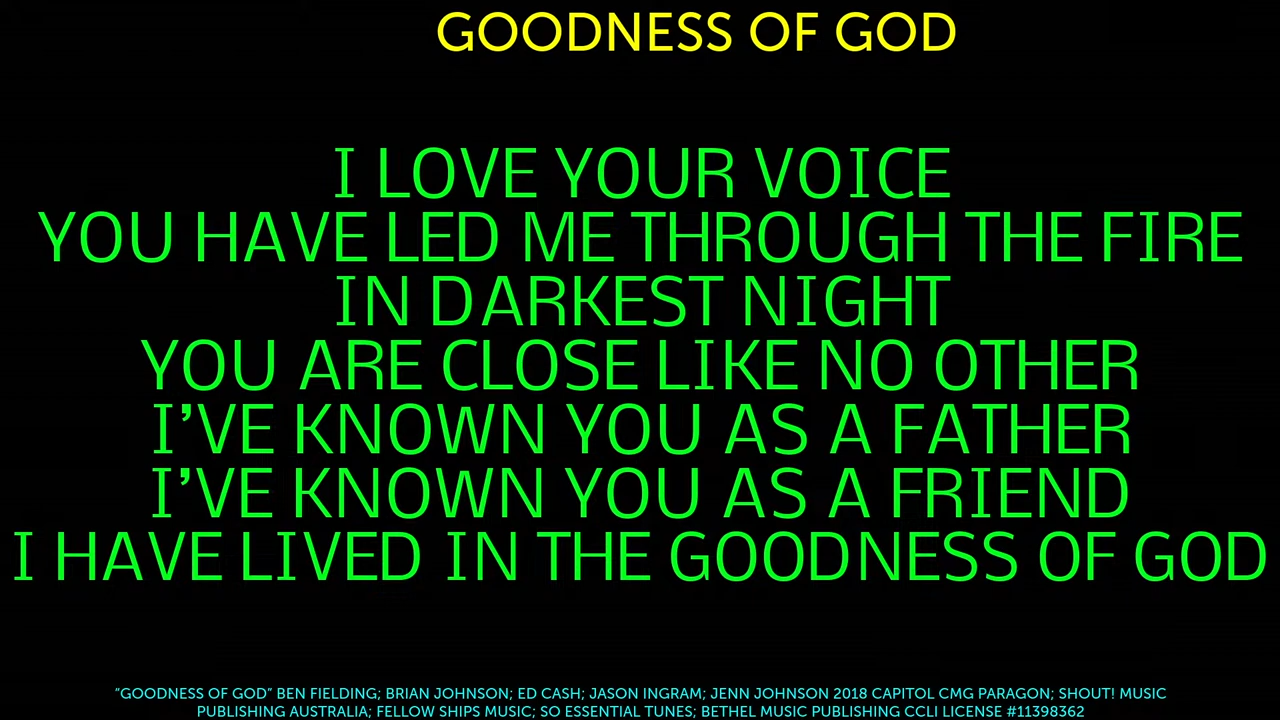 GOODNESS OF GOD
I LOVE YOUR VOICE
YOU HAVE LED ME THROUGH THE FIRE
IN DARKEST NIGHT
YOU ARE CLOSE LIKE NO OTHER
I’VE KNOWN YOU AS A FATHER
I’VE KNOWN YOU AS A FRIEND
I HAVE LIVED IN THE GOODNESS OF GOD
“GOODNESS OF GOD” BEN FIELDING; BRIAN JOHNSON; ED CASH; JASON INGRAM; JENN JOHNSON 2018 CAPITOL CMG PARAGON; SHOUT! MUSIC
PUBLISHING AUSTRALIA; FELLOW SHIPS MUSIC; SO ESSENTIAL TUNES; BETHEL MUSIC PUBLISHING CCLI LICENSE #11398362